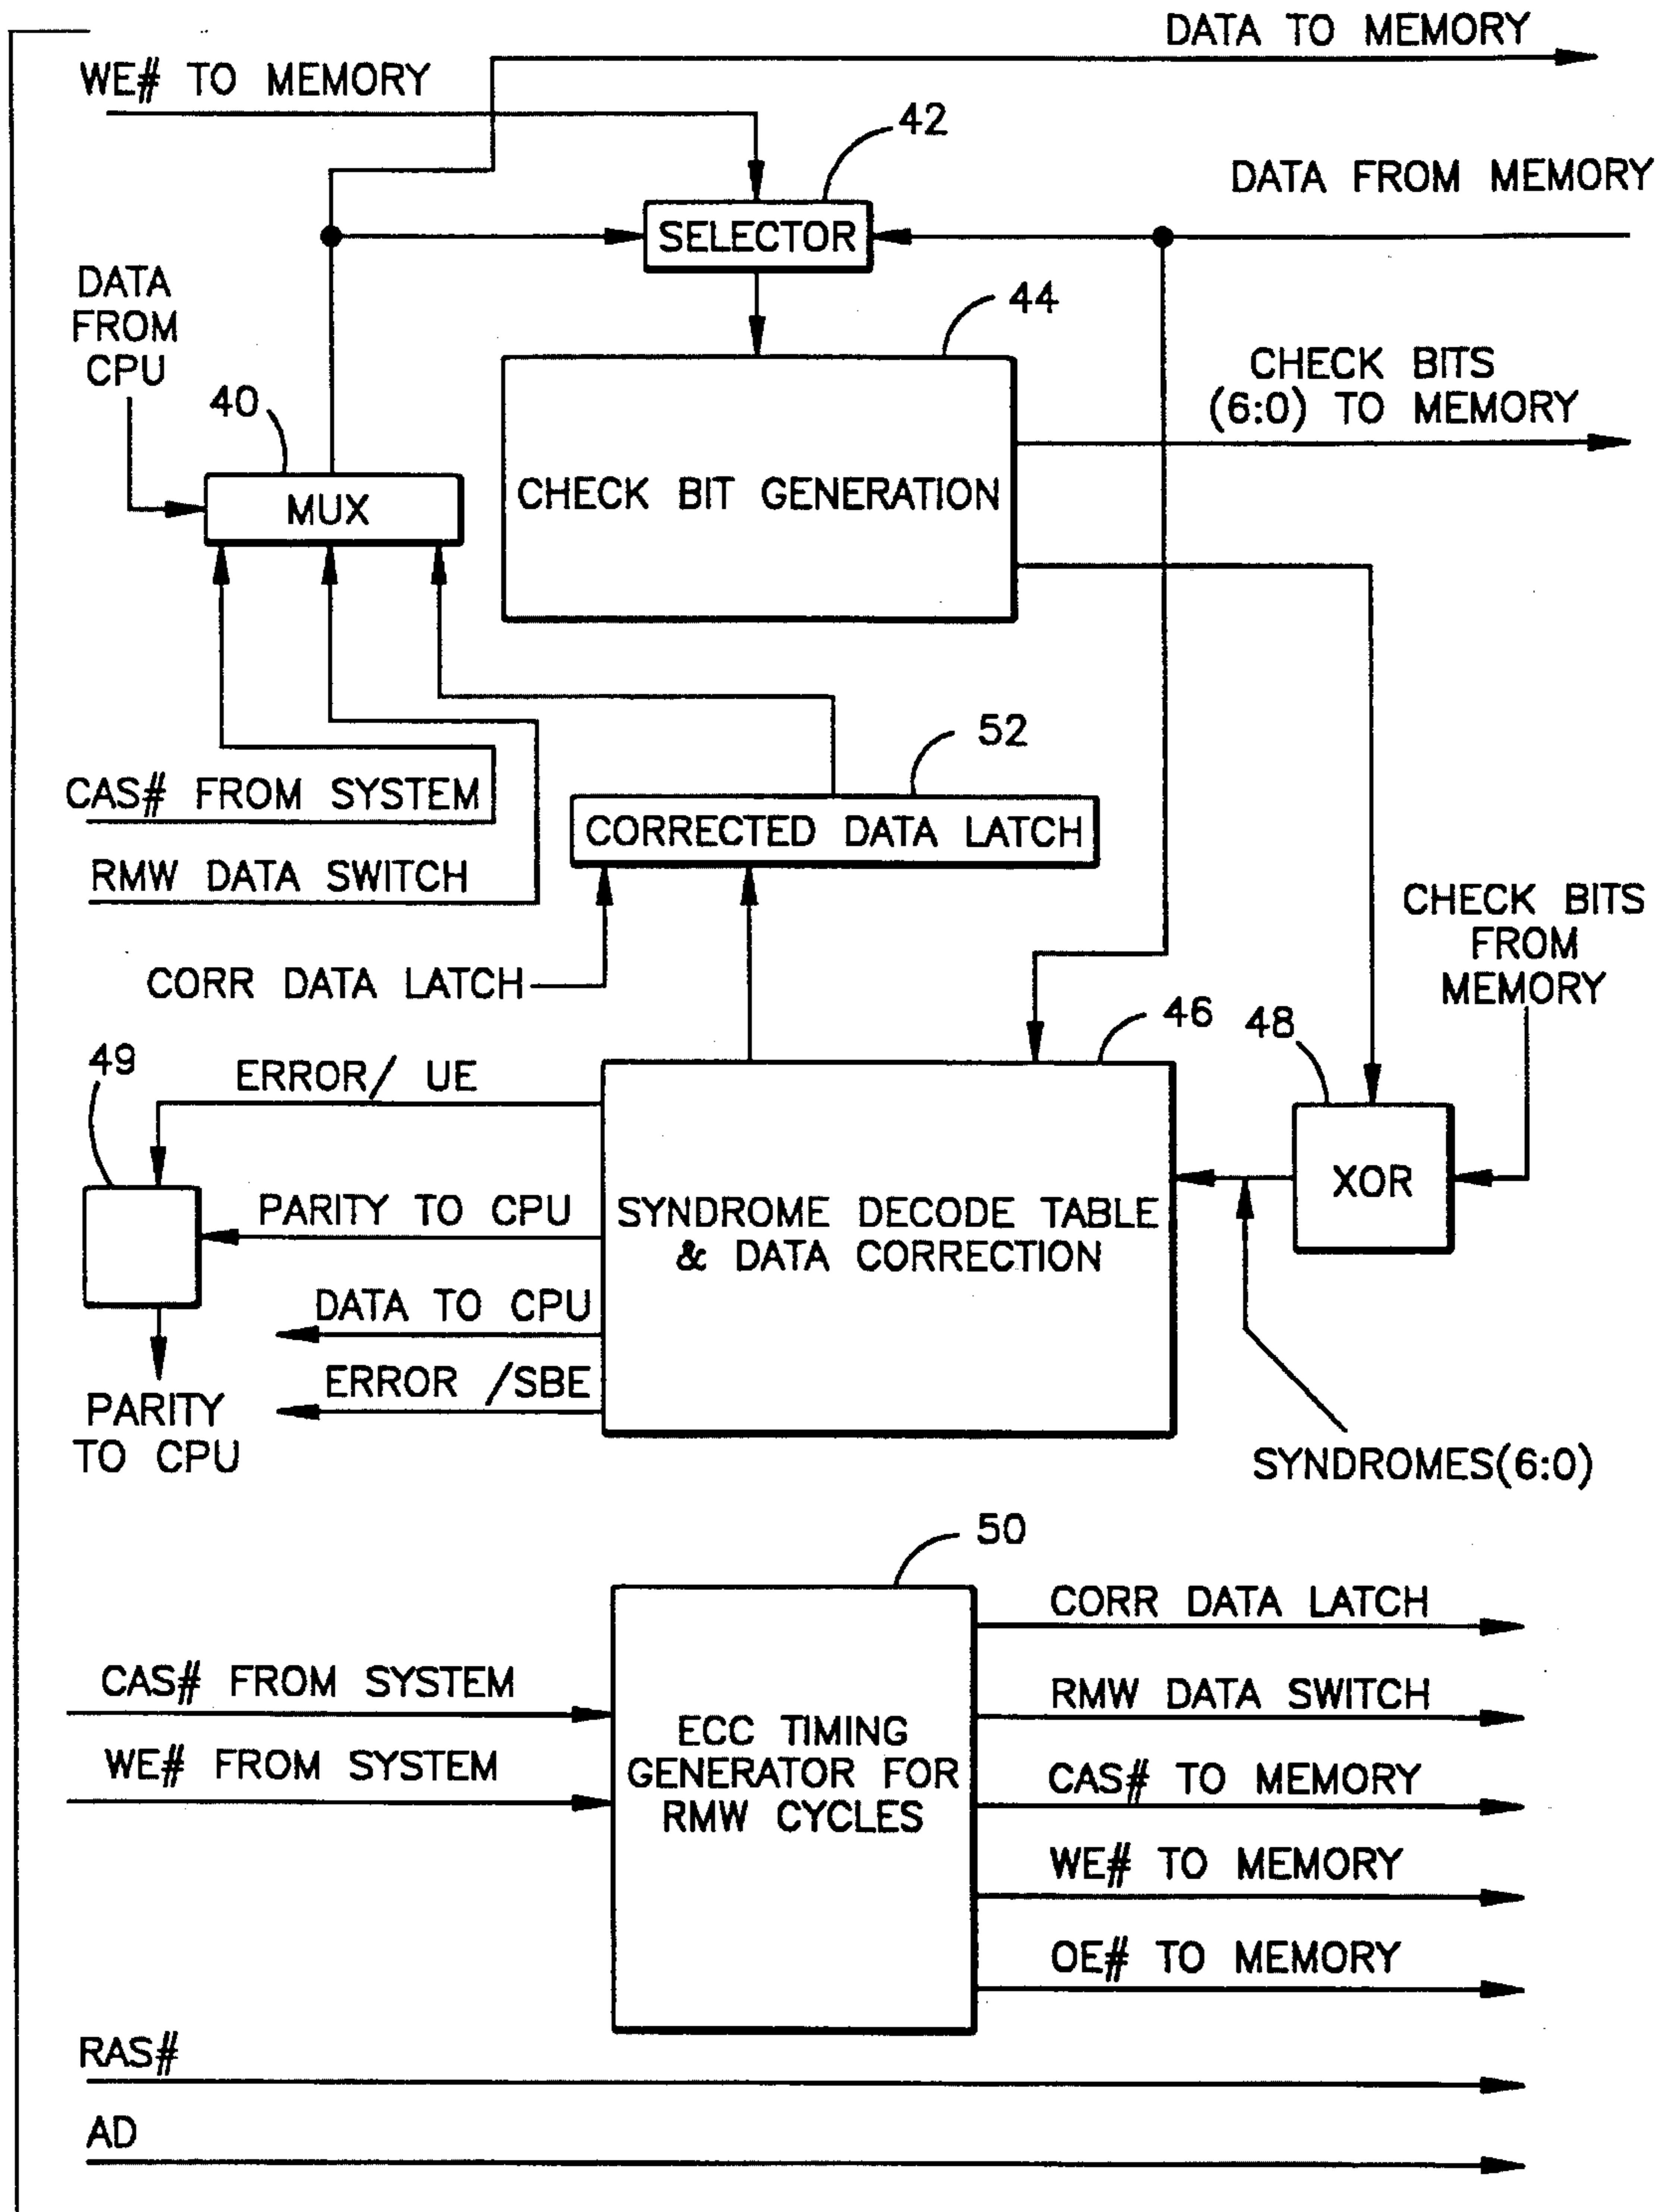 DATA TO MEMORY
WE# TO MEMORY
42
DATA FROM MEMORY
SELECTOR
DATA
FROM
CPU
44
CHECK BITS
(6:0) TO MEMORY
40
MUX
CHECK BIT GENERATION
52
CAS# FROM SYSTEM
CORRECTED DATA LATCH
RMW DATA SWITCH
CHECK BITS
FROM
MEMORY
CORR DATA LATCH
46
48
49
ERROR/ UE
XOR
PARITY TO CPU
SYNDROME DECODE TABLE
& DATA CORRECTION
DATA TO CPU
ERROR /SBE
PARITY
TO CPU
SYNDROMES(6:0)
50
CORR DATA LATCH
CAS# FROM SYSTEM
RMW DATA SWITCH
ECC TIMING
GENERATOR FOR
RMW CYCLES
WE# FROM SYSTEM
CAS# TO MEMORY
WE# TO MEMORY
OE# TO MEMORY
RAS#
AD